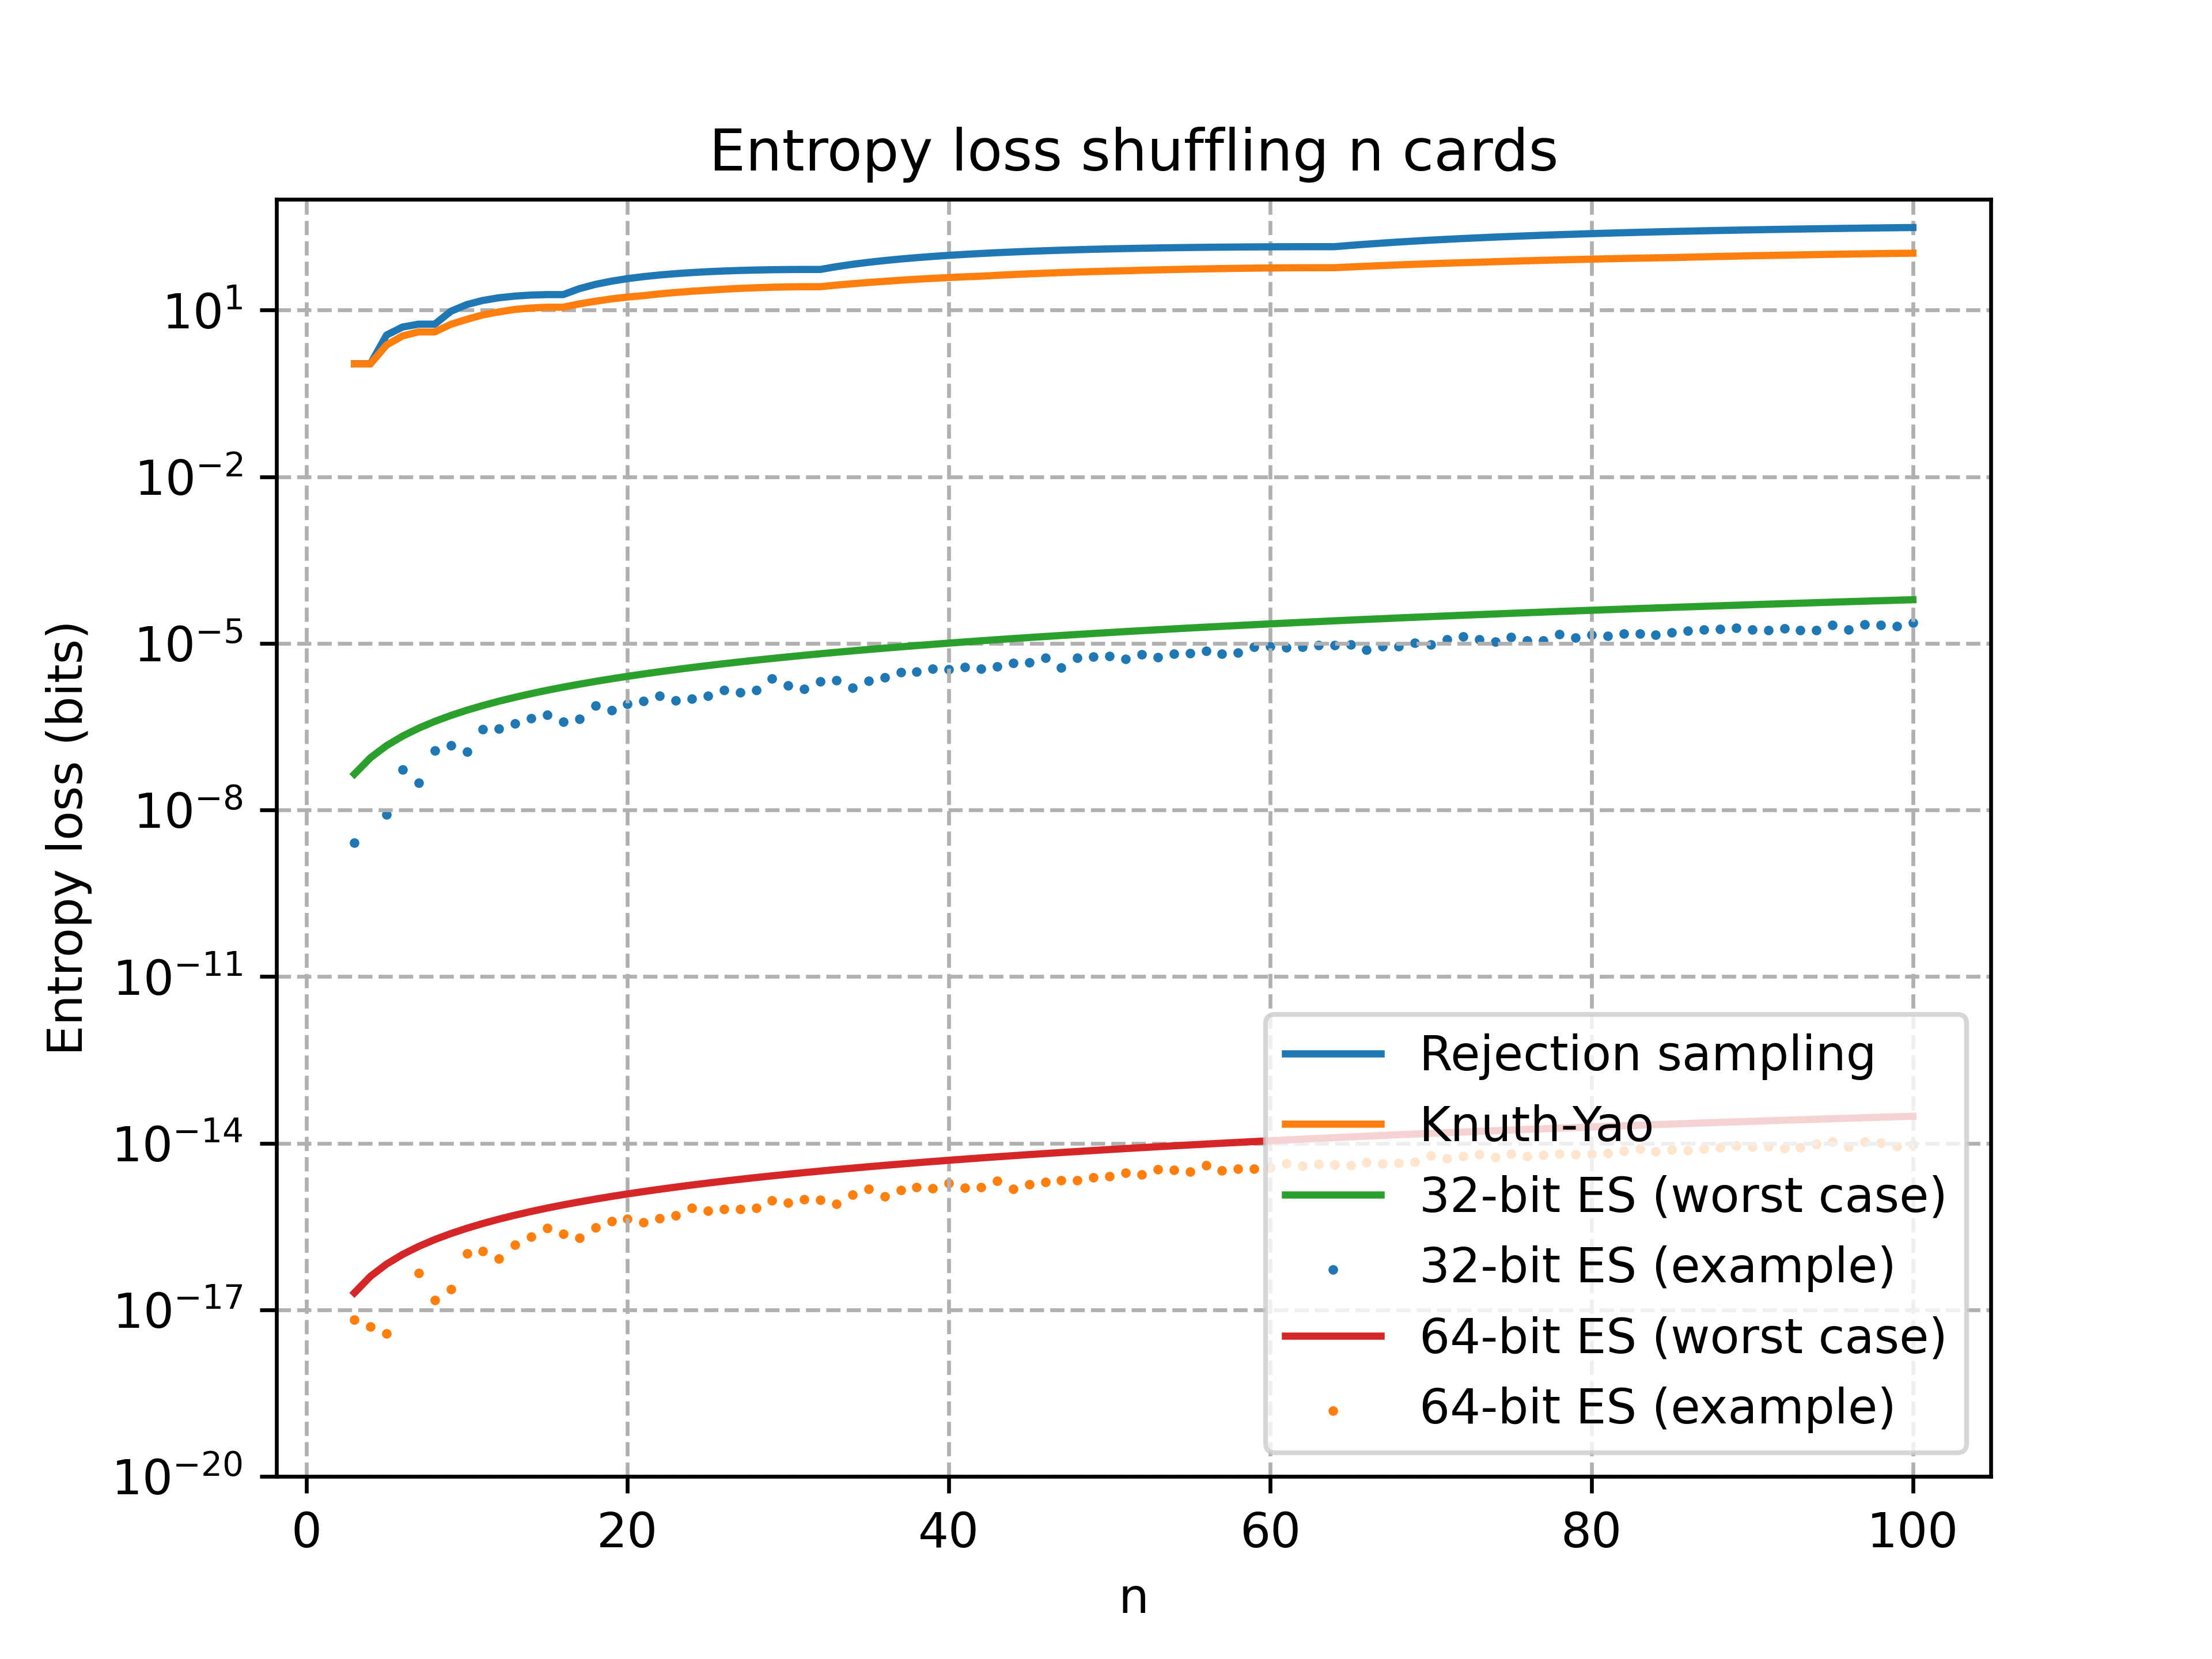 Entropy loss shuffling n cards
Entropy loss (bits)
10^1
10^−2
10^−5
10^−8
10^−11
10^−14
10^−17
10^−20
Rejection sampling
Knuth-Yao
32-bit ES (worst case)
32-bit ES (example)
64-bit ES (worst case)
64-bit ES (example)
0 20 40 60 80 100
n